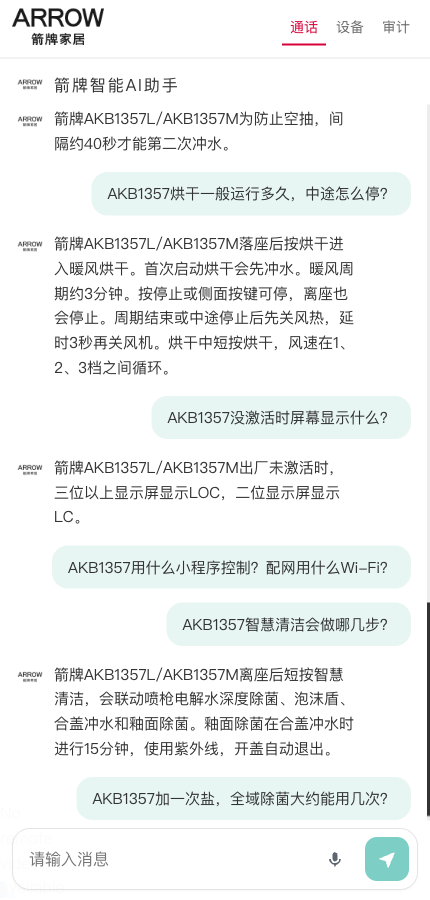 ARROW
箭牌家居
通话 设备 审计
箭牌智能AI助手
箭牌AKB1357L/AKB1357M为防止空抽，间
隔约40秒才能第二次冲水。
AKB1357烘干一般运行多久，中途怎么停？
箭牌AKB1357L/AKB1357M落座后按烘干进
入暖风烘干。首次启动烘干会先冲水。暖风周
期约3分钟。按停止或侧面按键可停，离座也
会停止。周期结束或中途停止后先关风热，延
时3秒再关风机。烘干中短按烘干，风速在1、
2、3档之间循环。
AKB1357没激活时屏幕显示什么？
箭牌AKB1357L/AKB1357M出厂未激活时，
三位以上显示屏显示LOC，二位显示屏显示
LC。
AKB1357用什么小程序控制？配网用什么Wi-Fi？
AKB1357智慧清洁会做哪几步？
箭牌AKB1357L/AKB1357M离座后短按智慧
清洁，会联动喷枪电解水深度除菌、泡沫盾、
合盖冲水和釉面除菌。釉面除菌在合盖冲水时
进行15分钟，使用紫外线，开盖自动退出。
AKB1357加一次盐，全域除菌大约能用几次？
请输入消息